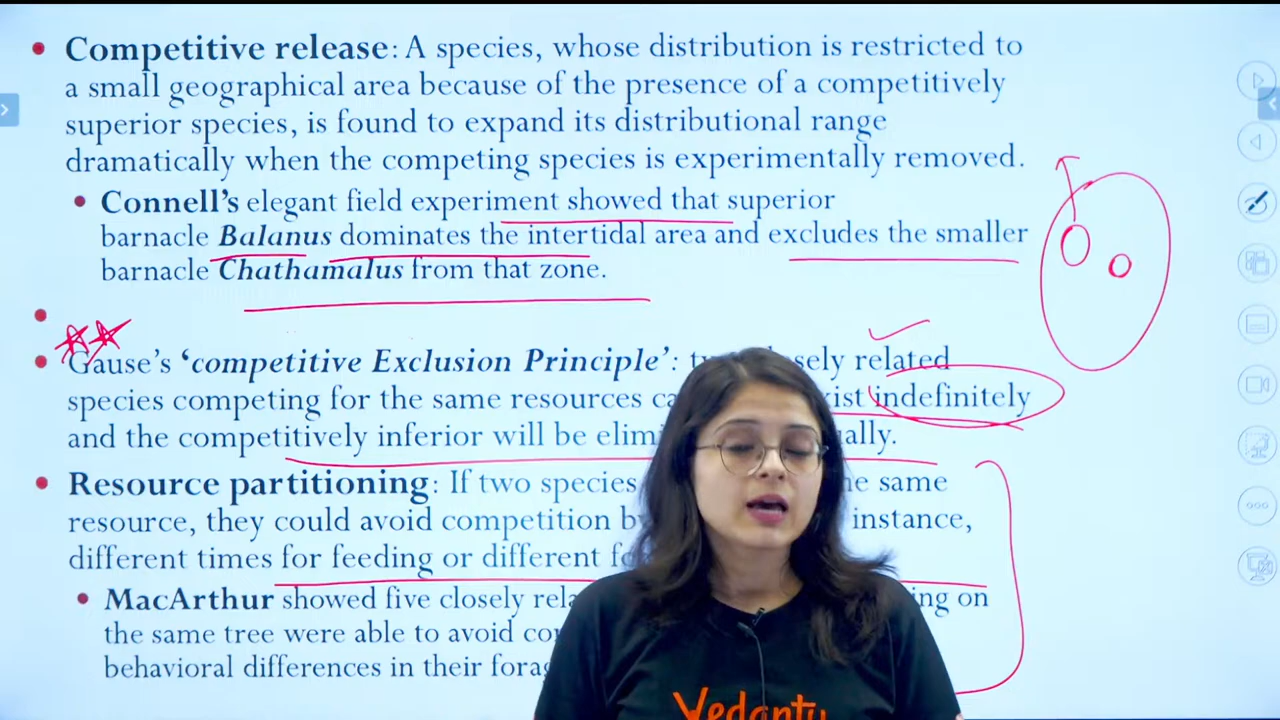 Competitive release: A species, whose distribution is restricted to
a small geographical area because of the presence of a competitively
superior species, is found to expand its distributional range
dramatically when the competing species is experimentally removed.
Connell's elegant field experiment showed that superior
barnacle Balanus dominates the intertidal area and excludes the smaller
barnacle Chathamalus from that zone.
Gause's 'competitive Exclusion Principle': closely related
species competing for the same resources indefinitely
and the competitively inferior will be
Resource partitioning: If two species same
resource, they could avoid competition instance,
different times for feeding or different
MacArthur showed five closely on
the same tree were able to avoid
behavioral differences in their
Vedantu